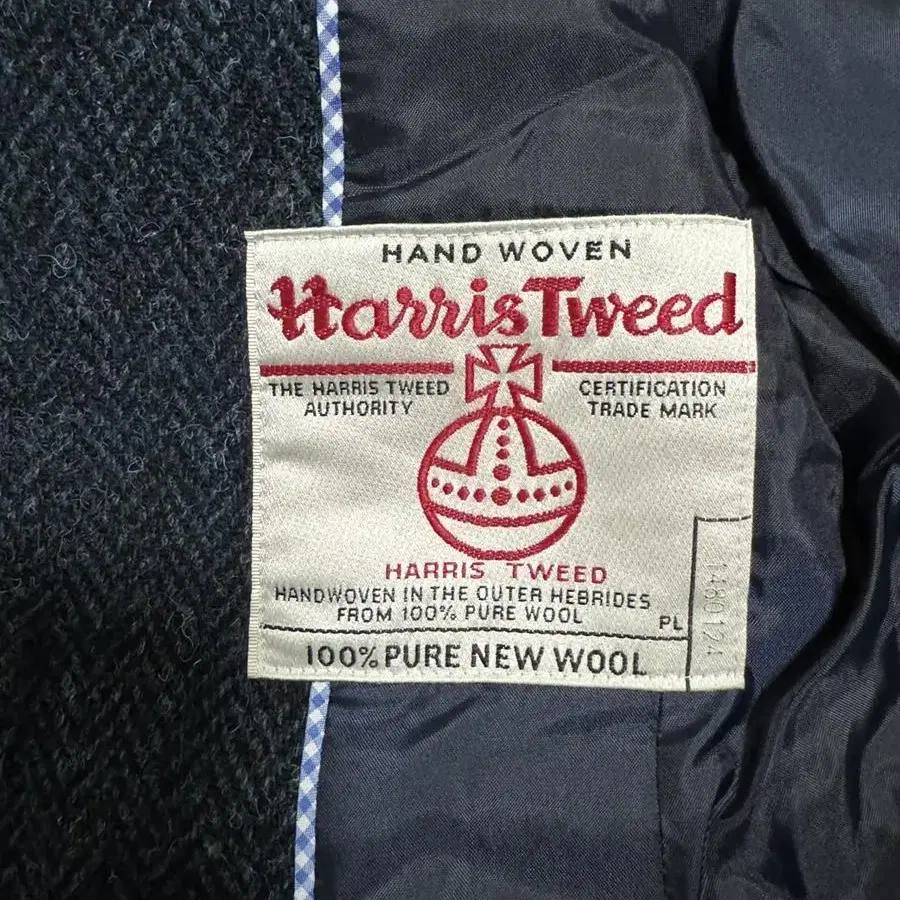 HAND WOVEN
Harris Tweed
THE HARRIS TWEED
AUTHORITY
CERTIFICATION
TRADE MARK
HARRIS TWEED
HANDWOVEN IN THE OUTER HEBRIDES
FROM 100% PURE WOOL
PL
100% PURE NEW WOOL
1480124